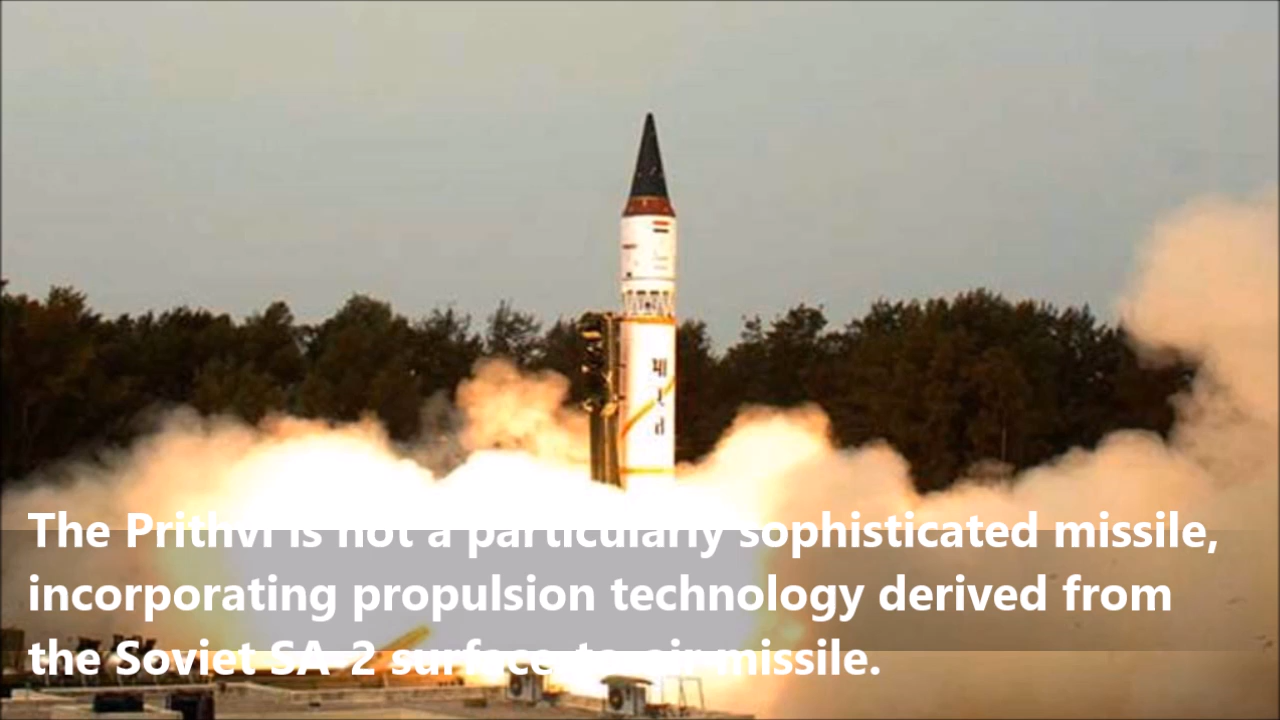 भा
र
त
The Prithvi is not a particularly sophisticated missile,
incorporating propulsion technology derived from
the Soviet SA-2 surface-to-air missile.